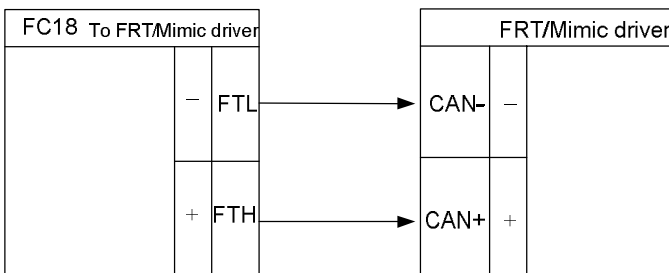 FC18 To FRT/Mimic driver
FRT/Mimic driver
− FTL
CAN- −
+ FTH
CAN+ +